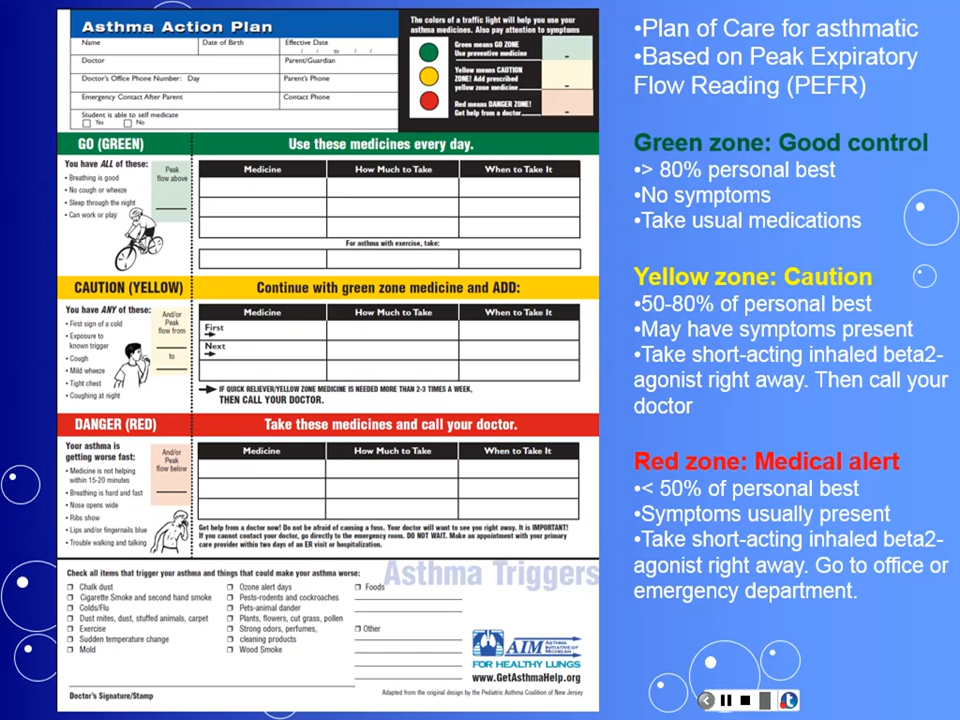 Asthma Action Plan
Name
Date of Birth
Effective Date
/ / to / /
Doctor
Parent/Guardian
Doctor's Office Phone Number: Day
Parent's Phone
Emergency Contact After Parent
Contact Phone
Student is able to self medicate
Yes No
The colors of a traffic light will help you use your
asthma medicines. Also pay attention to symptoms
Green means GO ZONE
Use preventive medicine
Yellow means CAUTION
ZONE! Add prescribed
yellow zone medicine
Red means DANGER ZONE!
Get help from a doctor
GO (GREEN)
Use these medicines every day.
You have ALL of these:
• Breathing is good
• No cough or wheeze
• Sleep through the night
• Can work or play
Peak
flow above
Medicine How Much to Take When to Take It
For asthma with exercise, take:
CAUTION (YELLOW)
Continue with green zone medicine and ADD:
You have ANY of these:
• First sign of a cold
• Exposure to
known trigger
• Cough
• Mild wheeze
• Tight chest
• Coughing at night
And/or
Peak
flow from
to
Medicine How Much to Take When to Take It
First
Next
IF QUICK RELIEVER/YELLOW ZONE MEDICINE IS NEEDED MORE THAN 2-3 TIMES A WEEK,
THEN CALL YOUR DOCTOR.
DANGER (RED)
Take these medicines and call your doctor.
Your asthma is
getting worse fast:
• Medicine is not helping
within 15-20 minutes
• Breathing is hard and fast
• Nose opens wide
• Ribs show
• Lips and/or fingernails blue
• Trouble walking and talking
And/or
Peak
flow below
Medicine How Much to Take When to Take It
Get help from a doctor now! Do not be afraid of causing a fuss. Your doctor will want to see you right away. It is IMPORTANT!
If you cannot contact your doctor, go directly to the emergency room. DO NOT WAIT. Make an appointment with your primary
care provider within two days of an ER visit or hospitalization.
Asthma Triggers
Check all items that trigger your asthma and things that could make your asthma worse:
Chalk dust
Cigarette Smoke and second hand smoke
Colds/Flu
Dust mites, dust, stuffed animals, carpet
Exercise
Sudden temperature change
Mold
Ozone alert days
Pests-rodents and cockroaches
Pets-animal dander
Plants, flowers, cut grass, pollen
Strong odors, perfumes,
cleaning products
Wood Smoke
Foods
Other
AIM ASTHMA
INITIATIVE OF
MICHIGAN
FOR HEALTHY LUNGS
www.GetAsthmaHelp.org
Doctor's Signature/Stamp
Adapted from the original design by the Pediatric Asthma Coalition of New Jersey
•Plan of Care for asthmatic
•Based on Peak Expiratory
Flow Reading (PEFR)
Green zone: Good control
•> 80% personal best
•No symptoms
•Take usual medications
Yellow zone: Caution
•50-80% of personal best
•May have symptoms present
•Take short-acting inhaled beta2-
agonist right away. Then call your
doctor
Red zone: Medical alert
•< 50% of personal best
•Symptoms usually present
•Take short-acting inhaled beta2-
agonist right away. Go to office or
emergency department.